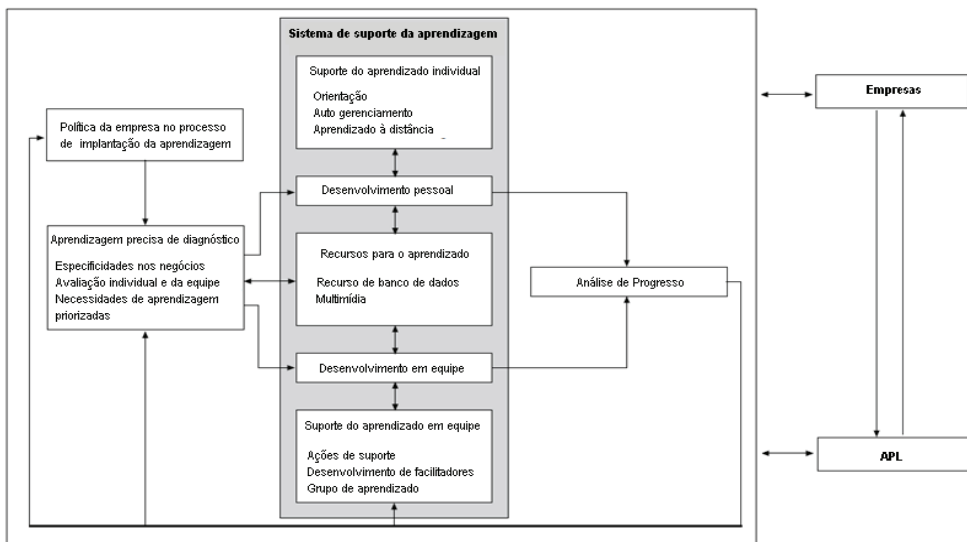 Sistema de suporte da aprendizagem
Suporte do aprendizado individual
Orientação
Auto gerenciamento
Aprendizado à distância
Política da empresa no processo
de implantação da aprendizagem
Desenvolvimento pessoal
Aprendizagem precisa de diagnóstico
Especificidades nos negócios
Avaliação individual e da equipe
Necessidades de aprendizagem
priorizadas
Recursos para o aprendizado
Recurso de banco de dados
Multimídia
Análise de Progresso
Desenvolvimento em equipe
Suporte do aprendizado em equipe
Ações de suporte
Desenvolvimento de facilitadores
Grupo de aprendizado
Empresas
APL